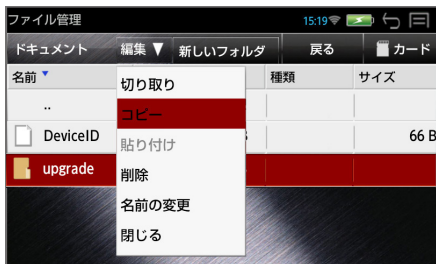 ファイル管理 15:19
ドキュメント 編集 ▼ 新しいフォルダ 戻る カード
名前 ▼ 種類 サイズ
切り取り
..
コピー
DeviceID 66 B
貼り付け
upgrade
削除
名前の変更
閉じる